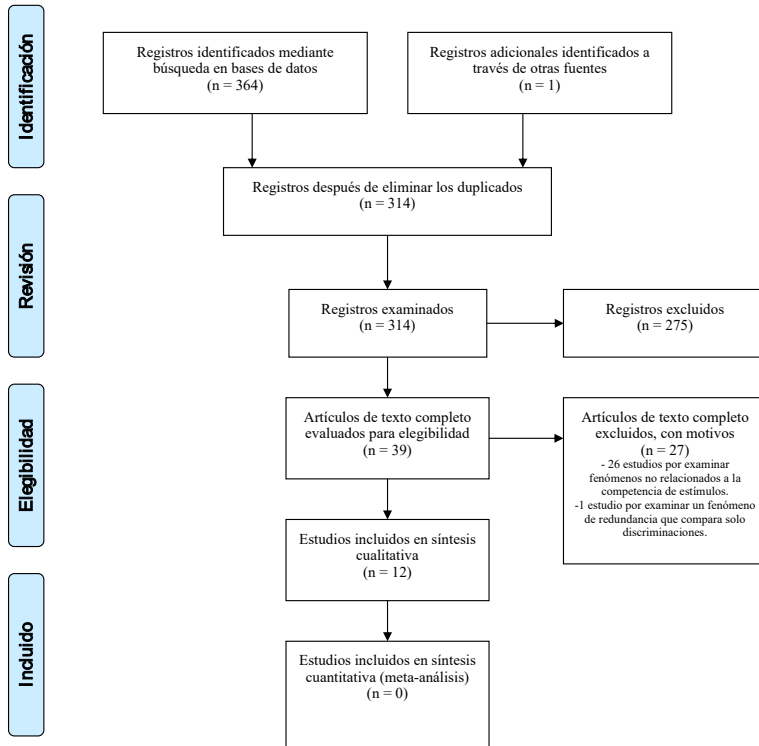 Identificación
Registros identificados mediante
búsqueda en bases de datos
(n = 364)
Registros adicionales identificados a
través de otras fuentes
(n = 1)
Registros después de eliminar los duplicados
(n = 314)
Revisión
Registros examinados
(n = 314)
Registros excluidos
(n = 275)
Elegibilidad
Artículos de texto completo
evaluados para elegibilidad
(n = 39)
Artículos de texto completo
excluidos, con motivos
(n = 27)
- 26 estudios por examinar
fenómenos no relacionados a la
competencia de estímulos.
-1 estudio por examinar un fenómeno
de redundancia que compara solo
discriminaciones.
Estudios incluidos en síntesis
cualitativa
(n = 12)
Incluido
Estudios incluidos en síntesis
cuantitativa (meta-análisis)
(n = 0)